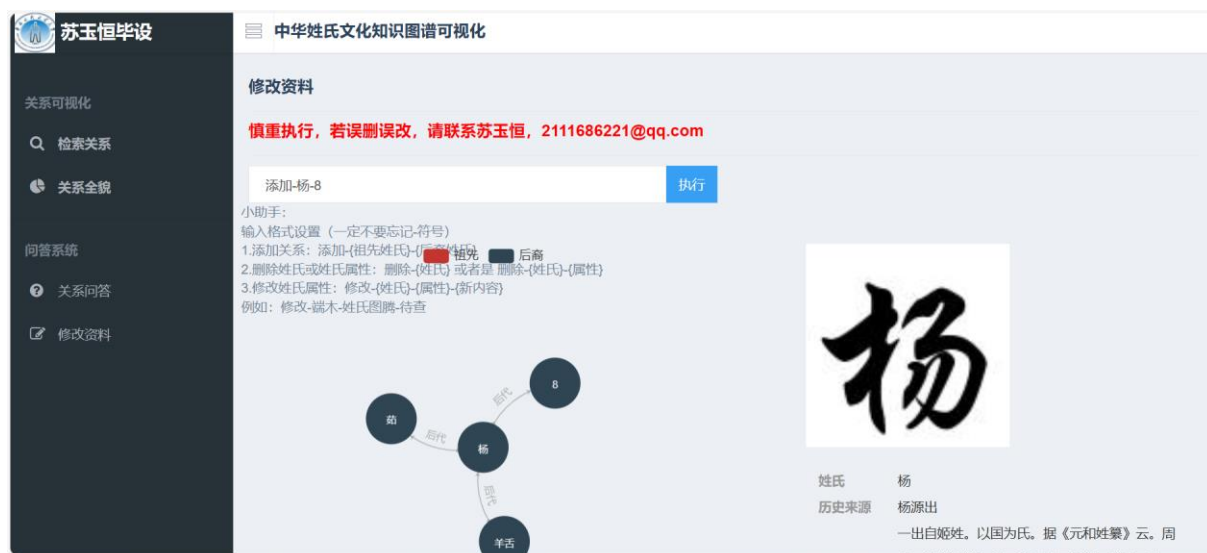 苏玉恒毕设
中华姓氏文化知识图谱可视化
关系可视化
检索关系
关系全貌
问答系统
关系问答
修改资料
修改资料
慎重执行，若误删误改，请联系苏玉恒，2111686221@qq.com
添加-杨-8
执行
小助手：
输入格式设置（一定不要忘记-符号）
1.添加关系：添加-{祖先姓氏}-{后裔姓氏}
祖先
后裔
2.删除姓氏或姓氏属性：删除-{姓氏} 或者是 删除-{姓氏}-{属性}
3.修改姓氏属性：修改-{姓氏}-{属性}-{新内容}
例如：修改-端木-姓氏图腾-待查
8
后代
茹
后代
杨
后代
羊舌
杨
姓氏 杨
历史来源 杨源出
一出自姬姓。以国为氏。据《元和姓纂》云。周